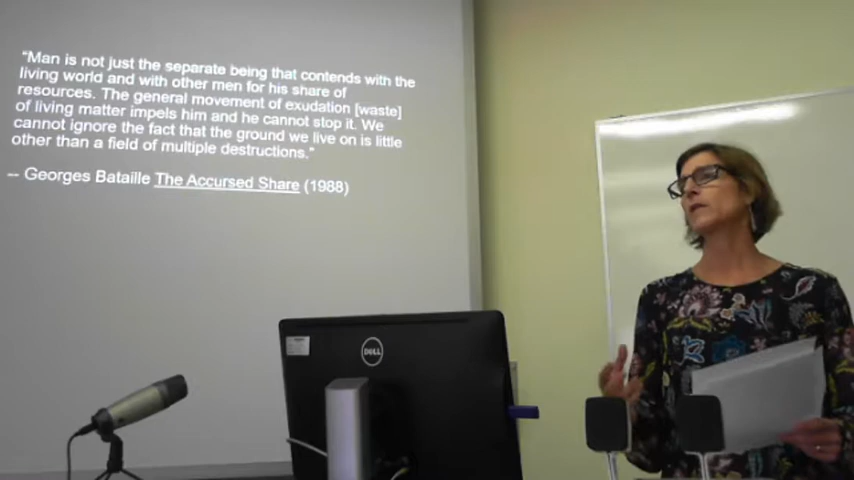 "Man is not just the separate being that contends with the
living world and with other men for his share of
resources. The general movement of exudation [waste]
of living matter impels him and he cannot stop it. We
cannot ignore the fact that the ground we live on is little
other than a field of multiple destructions."
-- Georges Bataille The Accursed Share (1988)
DELL